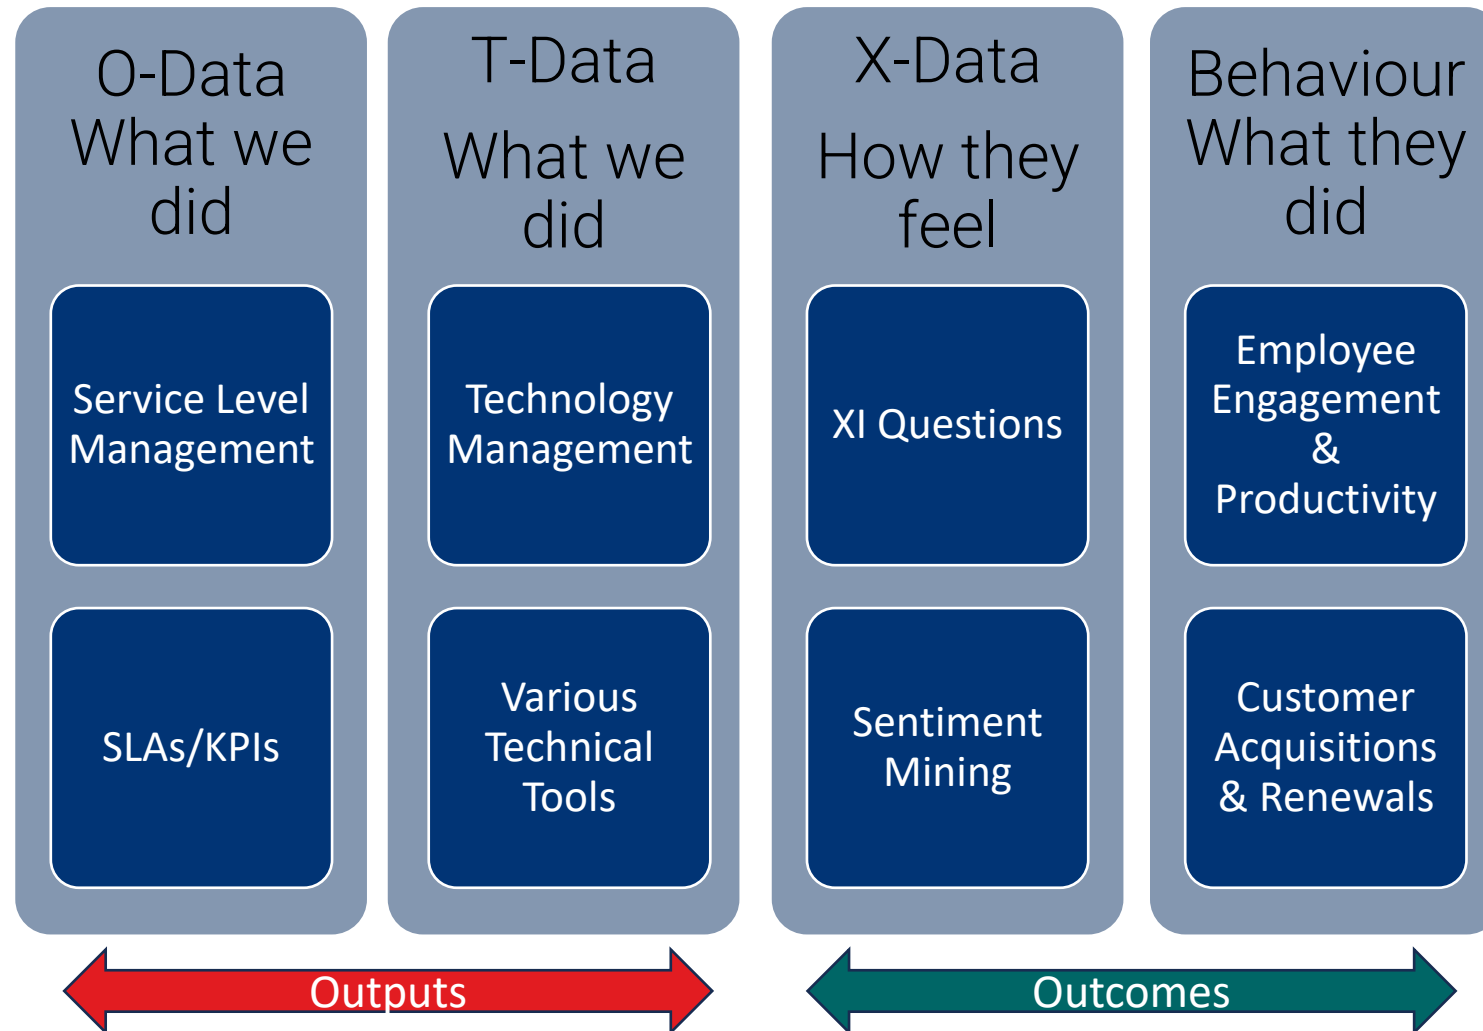 O-Data
What we
did
Service Level
Management
SLAs/KPIs
T-Data
What we
did
Technology
Management
Various
Technical
Tools
X-Data
How they
feel
XI Questions
Sentiment
Mining
Behaviour
What they
did
Employee
Engagement
&
Productivity
Customer
Acquisitions
& Renewals
Outputs
Outcomes